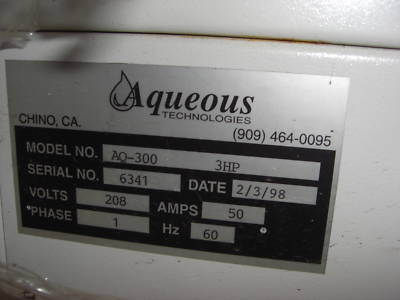 Aqueous
TECHNOLOGIES
CHINO, CA.
(909) 464-0095
MODEL NO. AQ-300 3HP
SERIAL NO. 6341 DATE 2/3/98
VOLTS 208 AMPS 50
PHASE 1 Hz 60